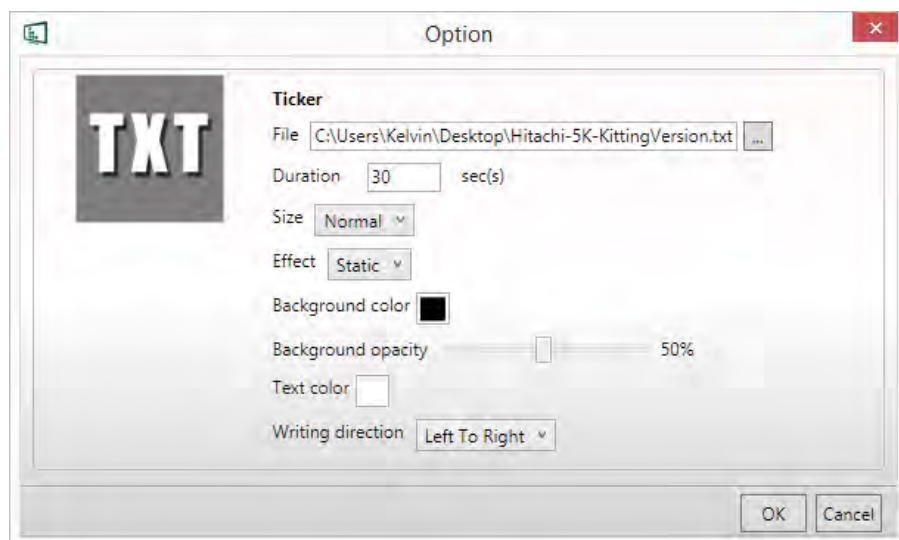 Option
TXT
Ticker
File C:\Users\Kelvin\Desktop\Hitachi-5K-KittingVersion.txt ...
Duration 30 sec(s)
Size Normal
Effect Static
Background color
Background opacity 50%
Text color
Writing direction Left To Right
OK Cancel